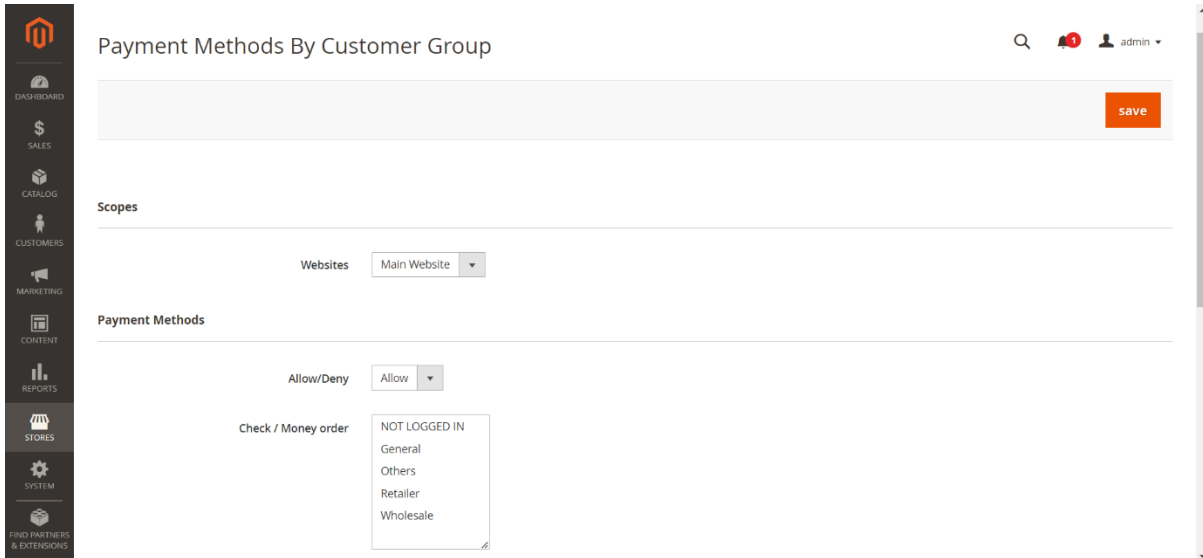 Payment Methods By Customer Group
1
admin
save
DASHBOARD
SALES
CATALOG
CUSTOMERS
MARKETING
CONTENT
REPORTS
STORES
SYSTEM
FIND PARTNERS
& EXTENSIONS
Scopes
Websites Main Website
Payment Methods
Allow/Deny Allow
Check / Money order NOT LOGGED IN
General
Others
Retailer
Wholesale